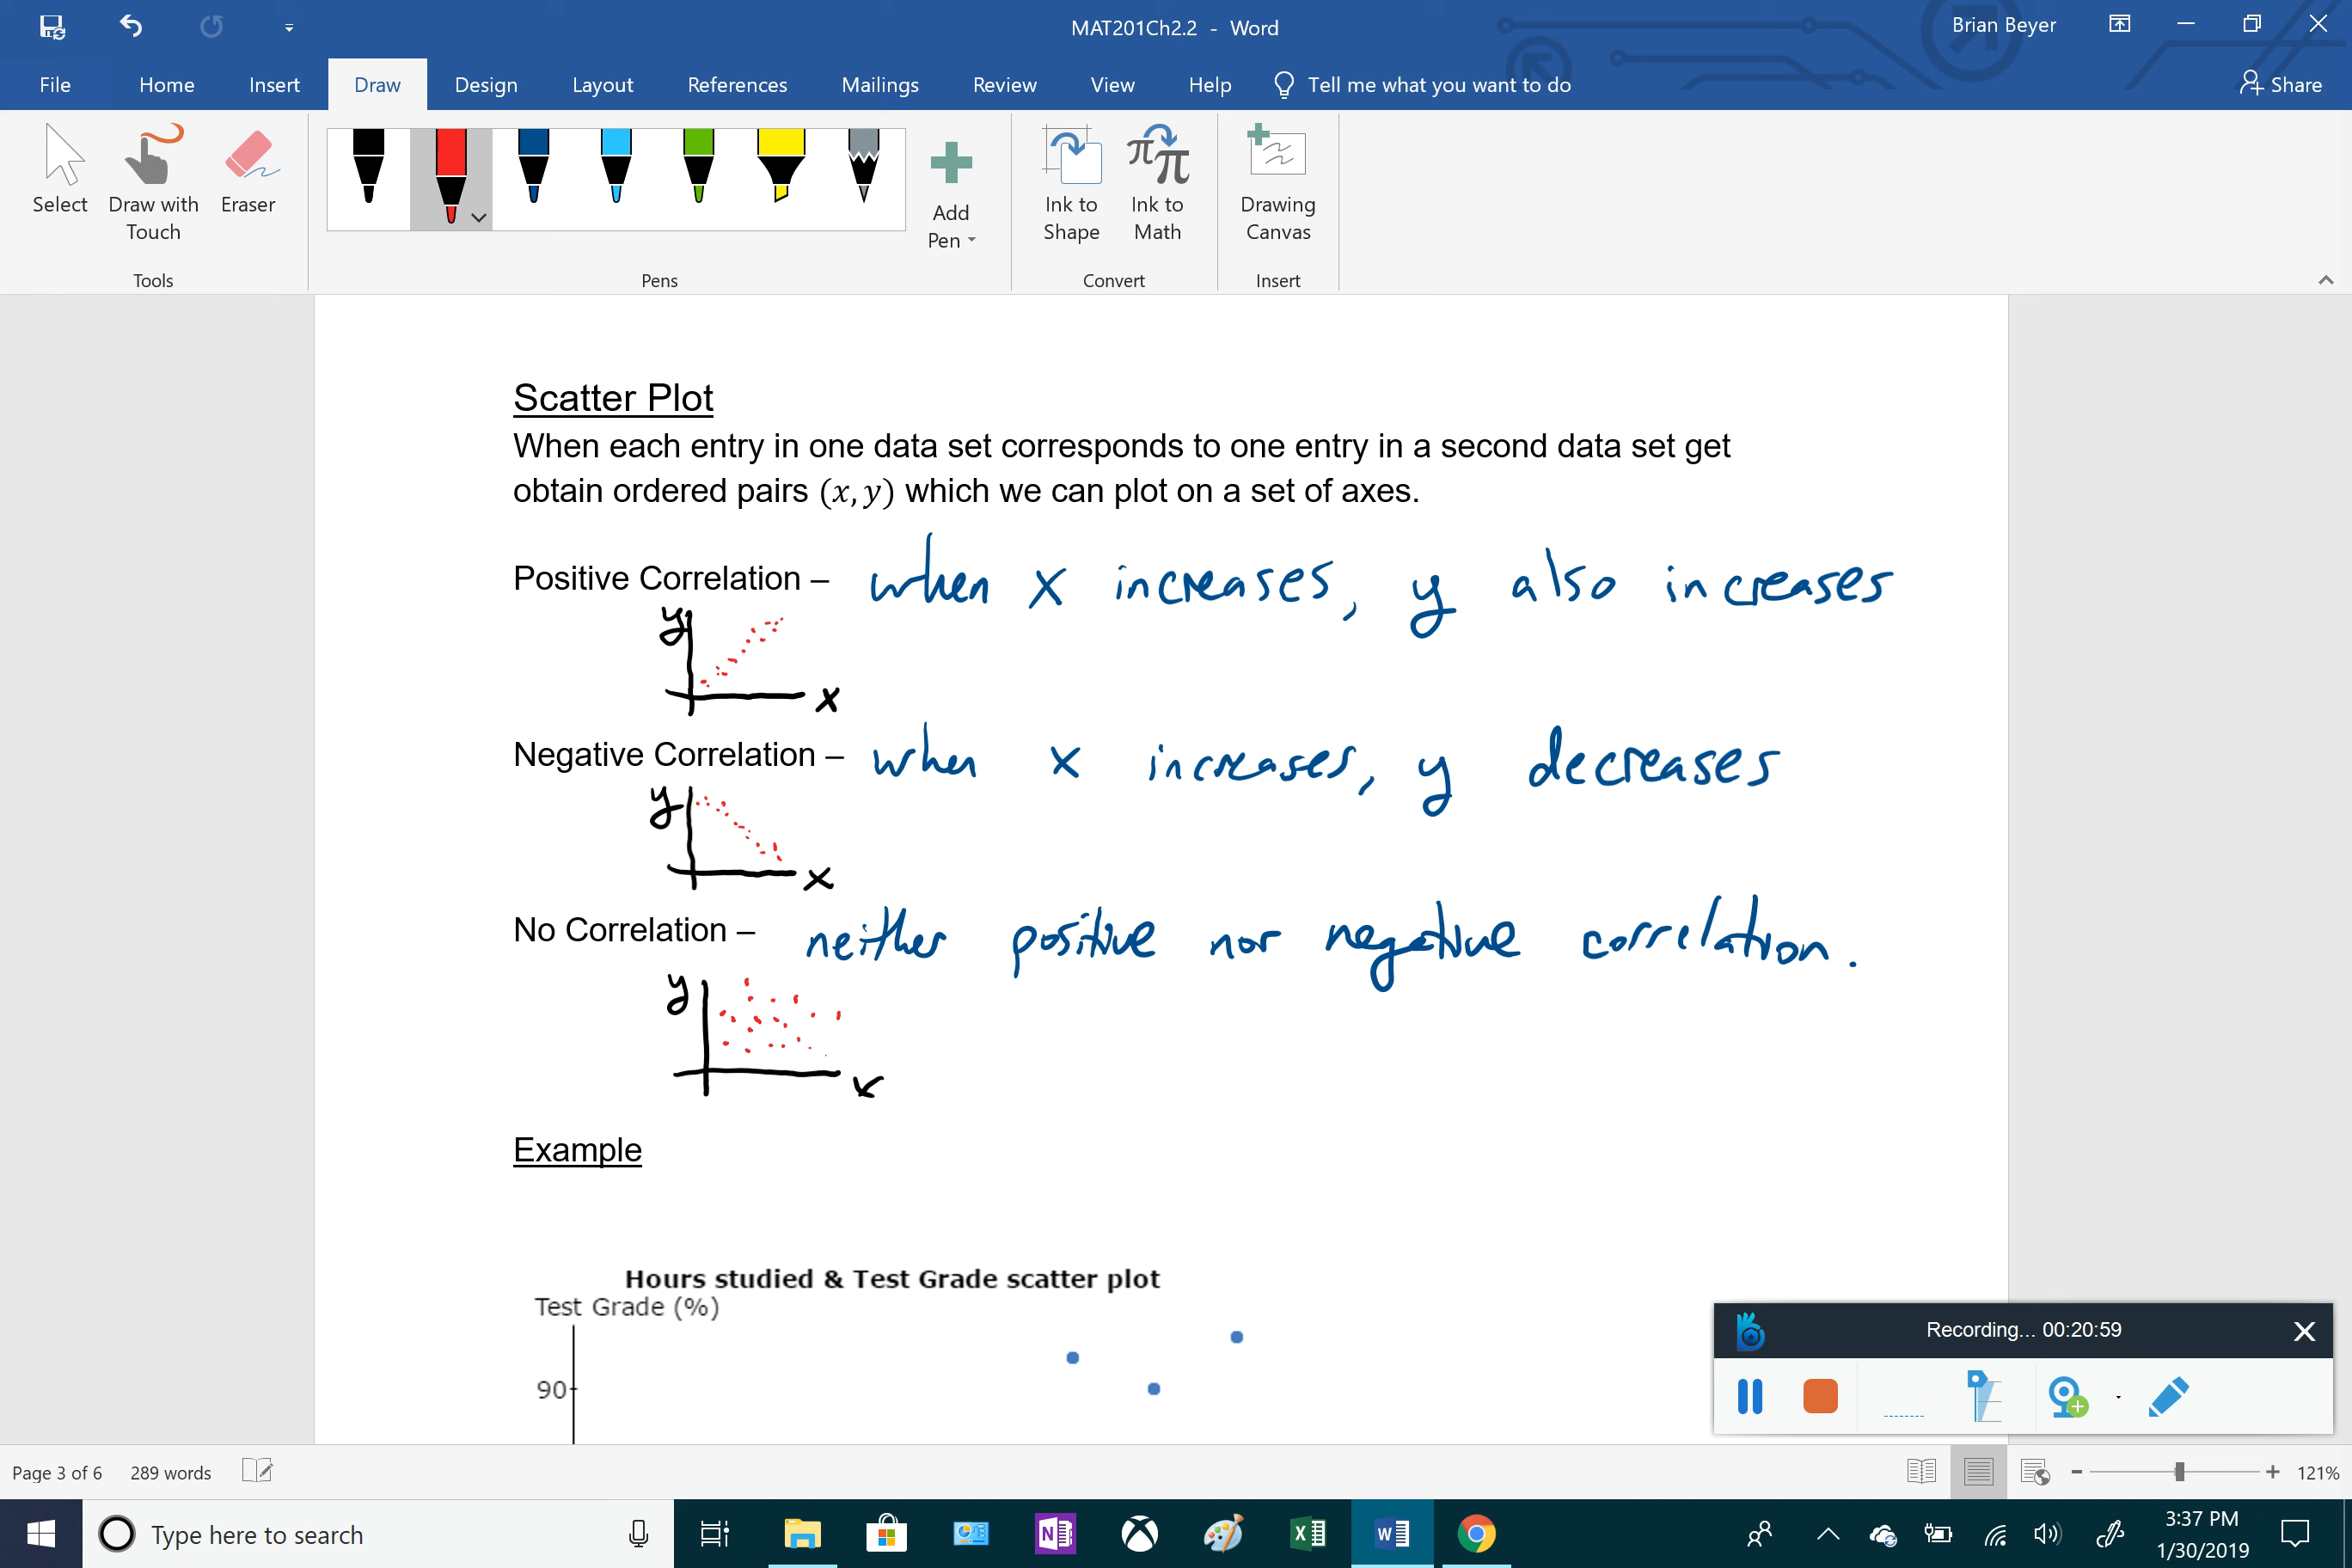 MAT201Ch2.2 - Word
Brian Beyer
File Home Insert Draw Design Layout References Mailings Review View Help Tell me what you want to do Share
Select Draw with Touch Eraser
Add Pen
Ink to Shape Ink to Math
Drawing Canvas
Tools Pens Convert Insert
Scatter Plot
When each entry in one data set corresponds to one entry in a second data set get
obtain ordered pairs (x, y) which we can plot on a set of axes.
Positive Correlation – when x increases, y also increases
y
x
Negative Correlation – when x increases, y decreases
y
x
No Correlation – neither positive nor negative correlation.
y
x
Example
Hours studied & Test Grade scatter plot
Test Grade (%)
90
Recording... 00:20:59
Page 3 of 6 289 words
121%
Type here to search
3:37 PM
1/30/2019